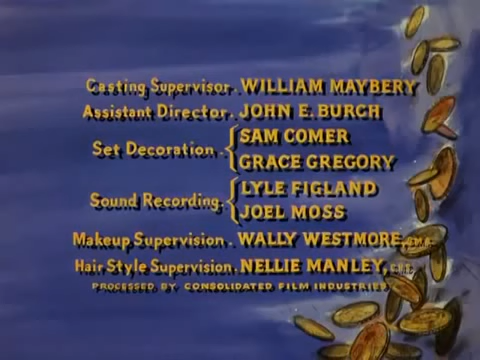 Casting Supervisor. WILLIAM MAYBERY
Assistant Director. JOHN E. BURCH
Set Decoration. SAM COMER
GRACE GREGORY
Sound Recording. LYLE FIGLAND
JOEL MOSS
Makeup Supervision. WALLY WESTMORE,
Hair Style Supervision. NELLIE MANLEY, C.H.S.
PROCESSED BY CONSOLIDATED FILM INDUSTRIES